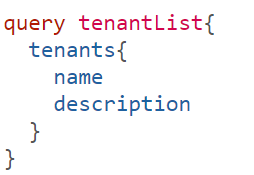 query tenantList{
  tenants{
    name
    description
  }
}